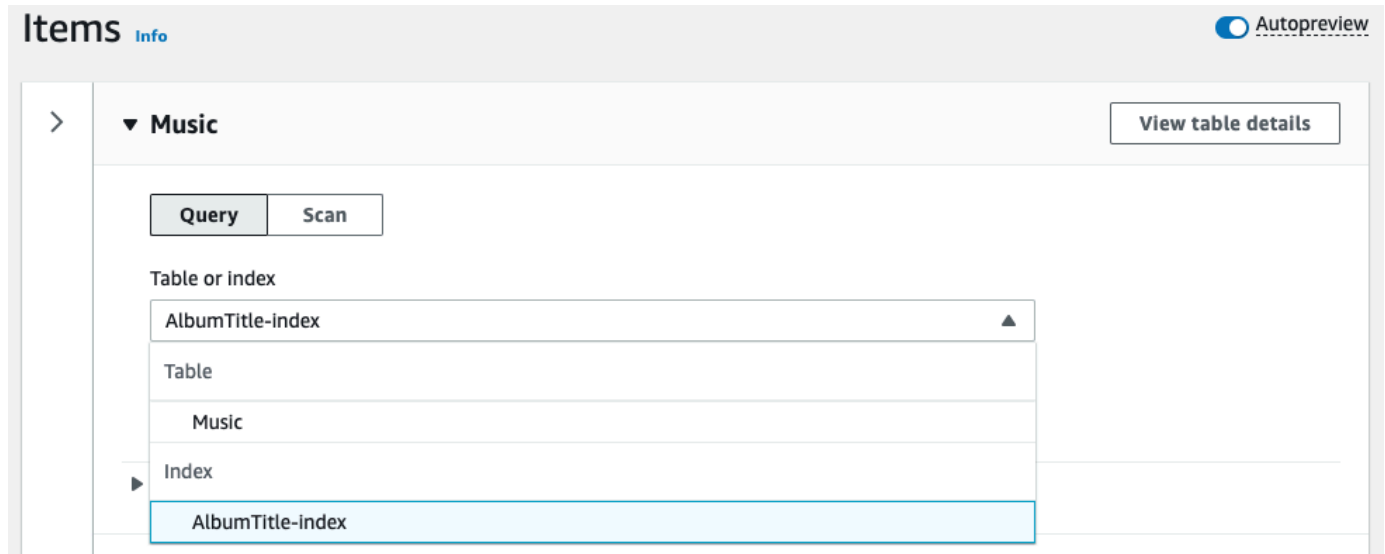 Items Info
Autopreview
Music
View table details
Query Scan
Table or index
AlbumTitle-index
Table
Music
Index
AlbumTitle-index